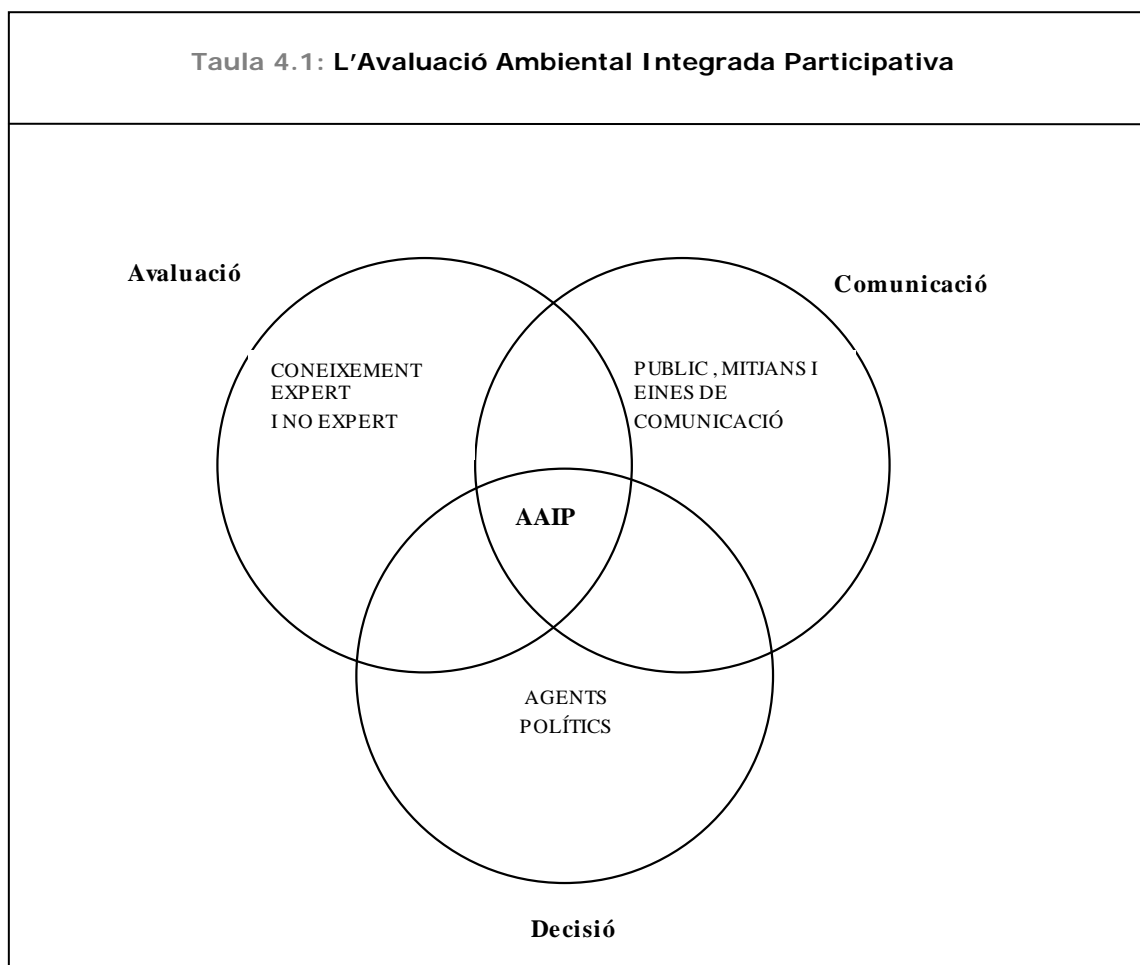 Taula 4.1: L'Avaluació Ambiental Integrada Participativa
Avaluació
Comunicació
CONEIXEMENT
EXPERT
I NO EXPERT
PUBLIC , MITJANS I
EINES DE
COMUNICACIÓ
AAIP
AGENTS
POLÍTICS
Decisió